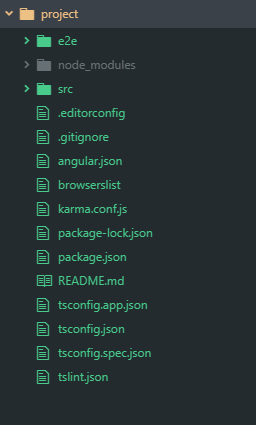 project
e2e
node_modules
src
.editorconfig
.gitignore
angular.json
browserslist
karma.conf.js
package-lock.json
package.json
README.md
tsconfig.app.json
tsconfig.json
tsconfig.spec.json
tslint.json